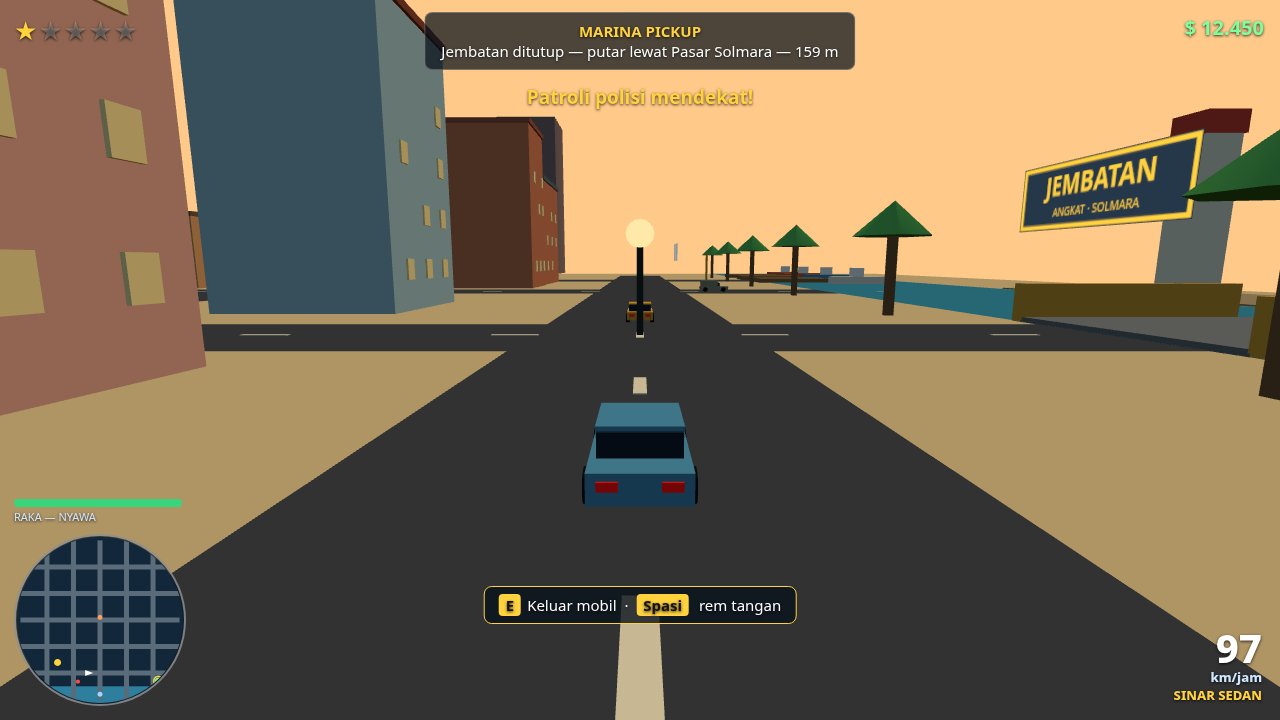 MARINA PICKUP
Jembatan ditutup — putar lewat Pasar Solmara — 159 m
$ 12.450
Patroli polisi mendekat!
JEMBATAN
ANGKAT · SOLMARA
RAKA — NYAWA
E Keluar mobil · Spasi rem tangan
97
km/jam
SINAR SEDAN